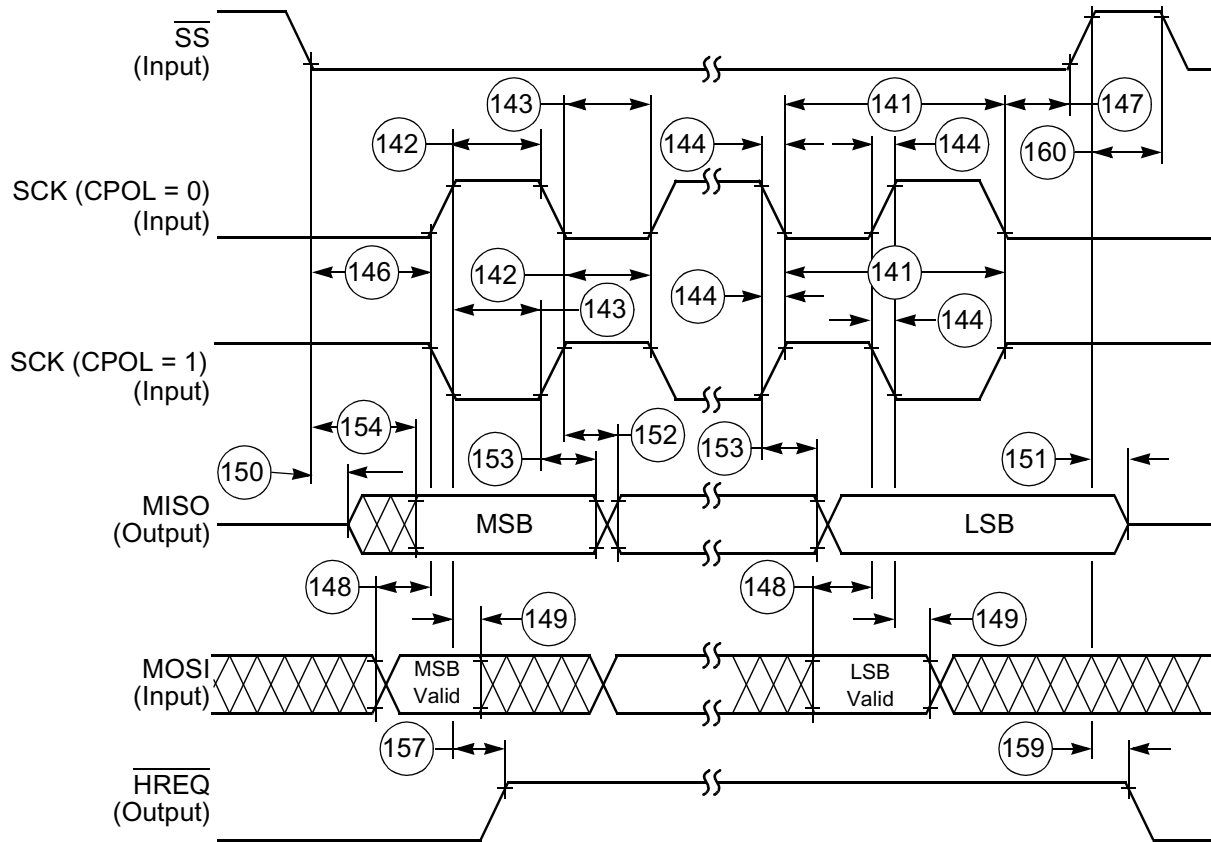 SS
(Input)
143
141
147
142
144
144
160
SCK (CPOL = 0)
(Input)
146
142
141
144
143
144
SCK (CPOL = 1)
(Input)
154
152
150
153
153
151
MISO
(Output)
MSB
LSB
148
148
149
149
MOSI
(Input)
MSB
Valid
LSB
Valid
157
159
HREQ
(Output)